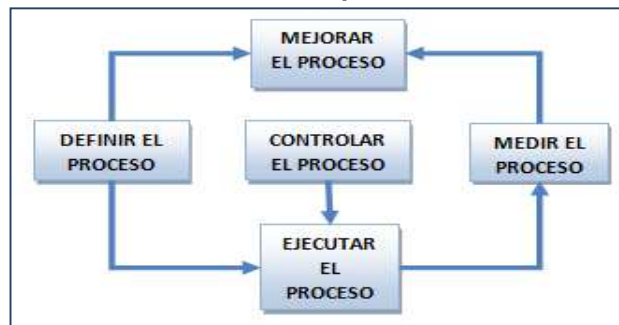 MEJORAR
EL PROCESO
DEFINIR EL
PROCESO
CONTROLAR
EL PROCESO
MEDIR EL
PROCESO
EJECUTAR
EL
PROCESO